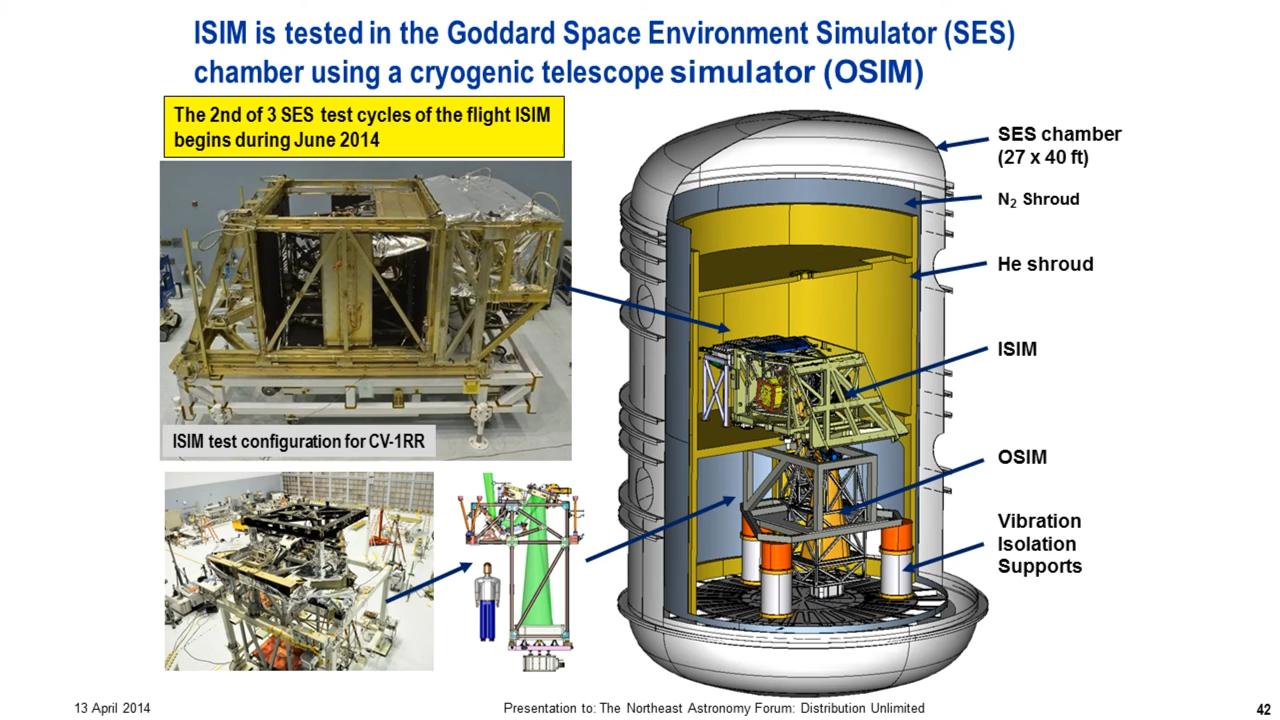 ISIM is tested in the Goddard Space Environment Simulator (SES)
chamber using a cryogenic telescope simulator (OSIM)
The 2nd of 3 SES test cycles of the flight ISIM
begins during June 2014
SES chamber
(27 x 40 ft)
N₂ Shroud
He shroud
ISIM
ISIM test configuration for CV-1RR
OSIM
Vibration
Isolation
Supports
13 April 2014
Presentation to: The Northeast Astronomy Forum: Distribution Unlimited
42